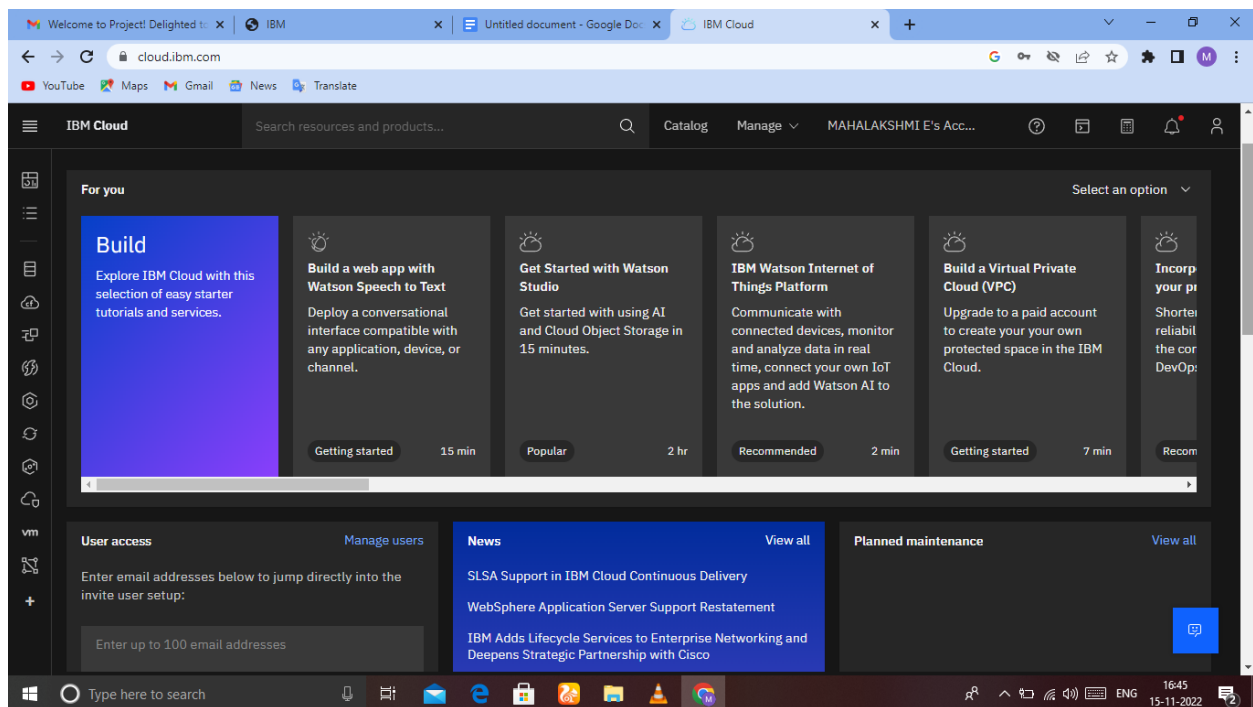 Welcome to Project! Delighted to
IBM
Untitled document - Google Doc
IBM Cloud
cloud.ibm.com
M
YouTube
Maps
Gmail
News
Translate
IBM Cloud
Search resources and products...
Catalog
Manage
MAHALAKSHMI E's Acc...
For you
Select an option
Build
Explore IBM Cloud with this
selection of easy starter
tutorials and services.
Build a web app with
Watson Speech to Text
Deploy a conversational
interface compatible with
any application, device, or
channel.
Getting started
15 min
Get Started with Watson
Studio
Get started with using AI
and Cloud Object Storage in
15 minutes.
Popular
2 hr
IBM Watson Internet of
Things Platform
Communicate with
connected devices, monitor
and analyze data in real
time, connect your own IoT
apps and add Watson AI to
the solution.
Recommended
2 min
Build a Virtual Private
Cloud (VPC)
Upgrade to a paid account
to create your your own
protected space in the IBM
Cloud.
Getting started
7 min
Incorp
your pr
Shorter
reliabil
the cor
DevOps
Recom
vm
User access
Manage users
Enter email addresses below to jump directly into the
invite user setup:
Enter up to 100 email addresses
News
View all
SLSA Support in IBM Cloud Continuous Delivery
WebSphere Application Server Support Restatement
IBM Adds Lifecycle Services to Enterprise Networking and
Deepens Strategic Partnership with Cisco
Planned maintenance
View all
Type here to search
ENG
16:45
15-11-2022
2